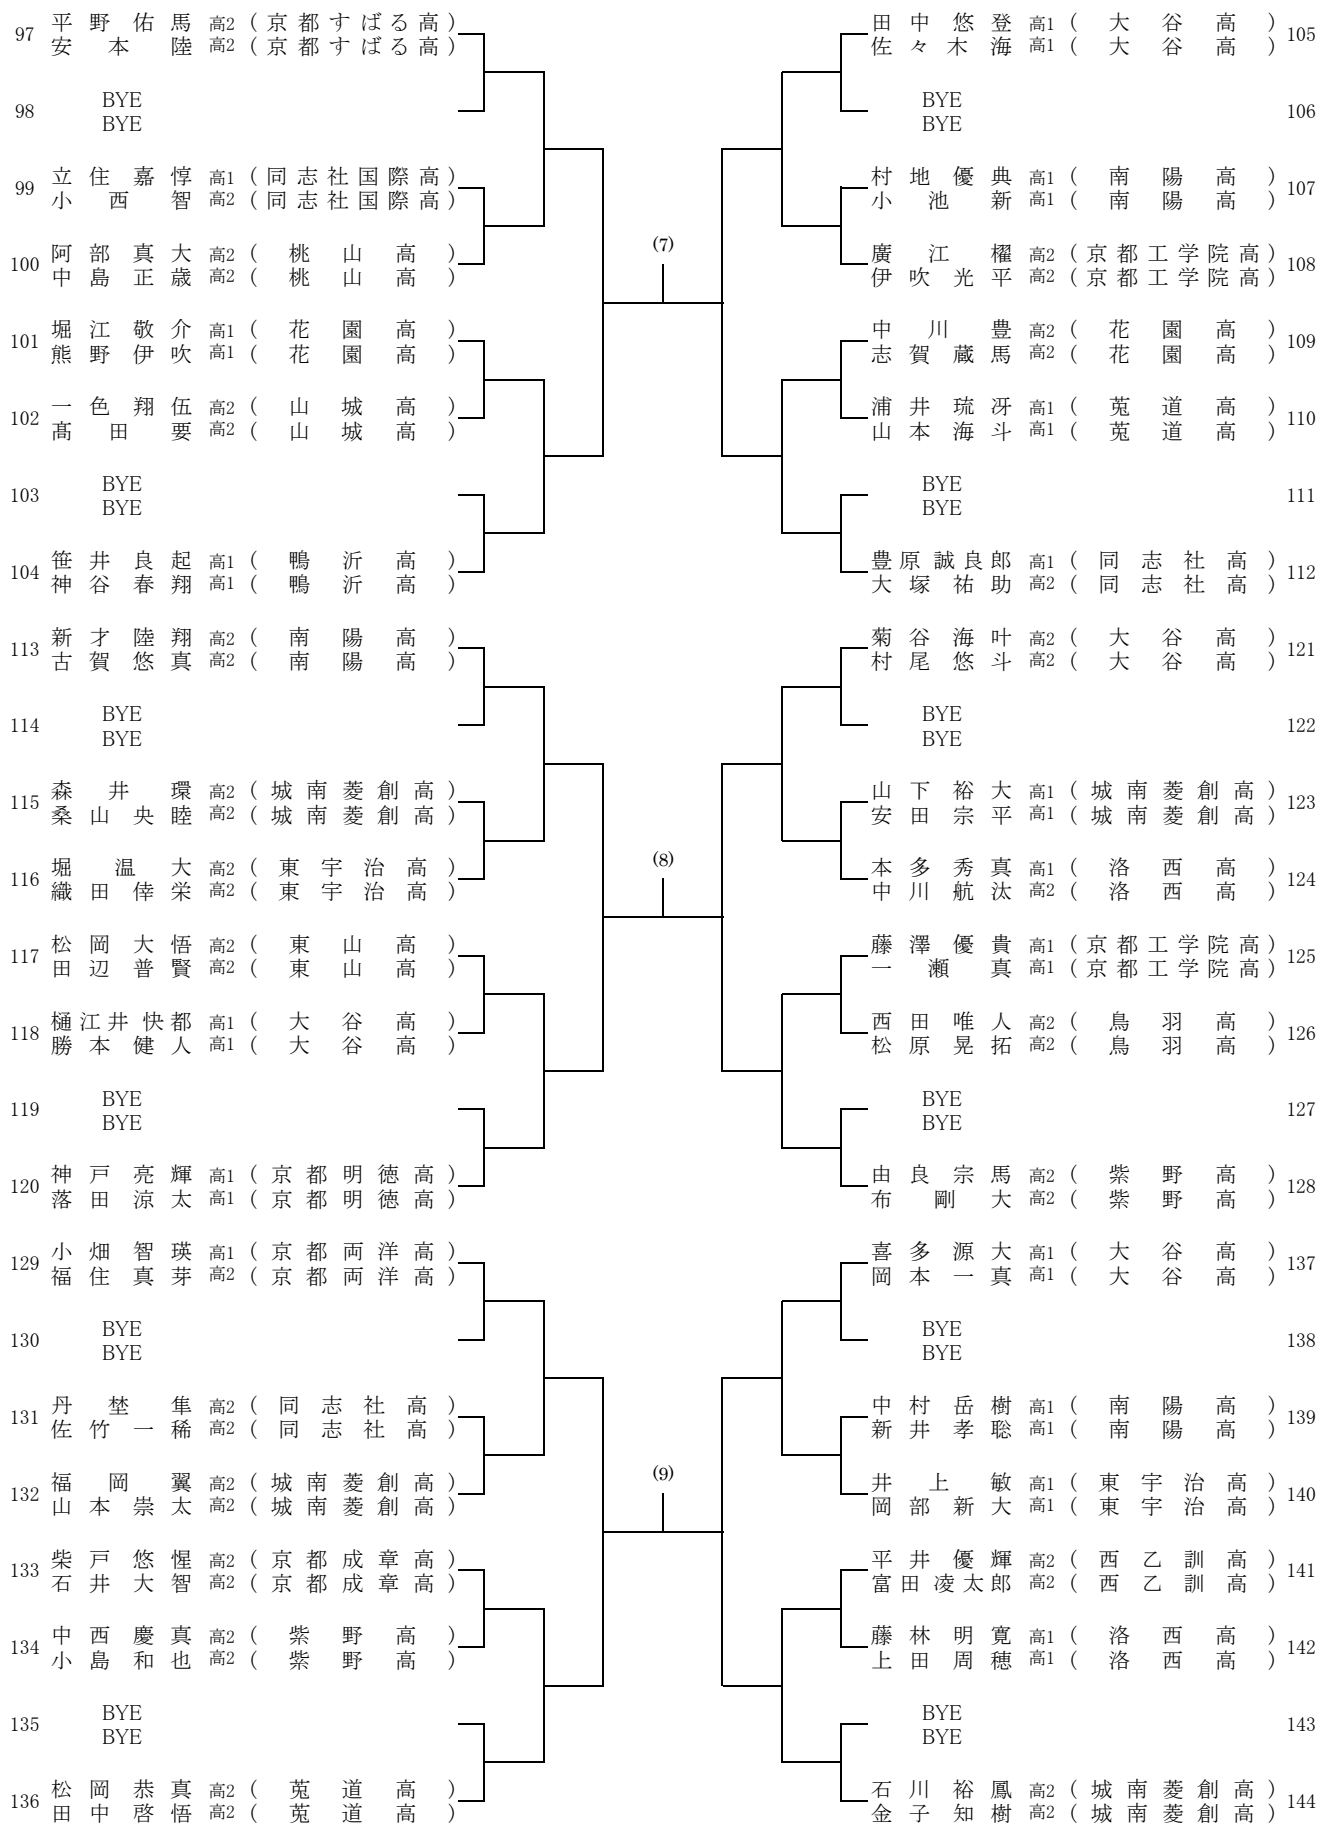 97 平野佑馬 高2 (京都すばる高)
安本陸 高2 (京都すばる高)
98 BYE
BYE
99 立住嘉惇 高1 (同志社国際高)
小西智 高2 (同志社国際高)
100 阿部真大 高2 (桃山高)
中島正歳 高2 (桃山高)
101 堀江敬介 高1 (花園高)
熊野伊吹 高1 (花園高)
102 一色翔伍 高2 (山城高)
髙田要 高2 (山城高)
103 BYE
BYE
104 笹井良起 高1 (鴨沂高)
神谷春翔 高1 (鴨沂高)
(7)
田中悠登 高1 (大谷高) 105
佐々木海 高1 (大谷高)
BYE 106
BYE
村地優典 高1 (南陽高) 107
小池新 高1 (南陽高)
廣江櫂 高2 (京都工学院高) 108
伊吹光平 高2 (京都工学院高)
中川豊 高2 (花園高) 109
志賀蔵馬 高2 (花園高)
浦井琉冴 高1 (莵道高) 110
山本海斗 高1 (莵道高)
BYE 111
BYE
豊原誠良郎 高1 (同志社高) 112
大塚祐助 高2 (同志社高)
113 新才陸翔 高2 (南陽高)
古賀悠真 高2 (南陽高)
114 BYE
BYE
115 森井環 高2 (城南菱創高)
桑山央睦 高2 (城南菱創高)
116 堀温大 高2 (東宇治高)
織田倖栄 高2 (東宇治高)
117 松岡大悟 高2 (東山高)
田辺普賢 高2 (東山高)
118 樋江井快都 高1 (大谷高)
勝本健人 高1 (大谷高)
119 BYE
BYE
120 神戸亮輝 高1 (京都明徳高)
落田涼太 高1 (京都明徳高)
(8)
菊谷海叶 高2 (大谷高) 121
村尾悠斗 高2 (大谷高)
BYE 122
BYE
山下裕大 高1 (城南菱創高) 123
安田宗平 高1 (城南菱創高)
本多秀真 高1 (洛西高) 124
中川航汰 高2 (洛西高)
藤澤優貴 高1 (京都工学院高) 125
一瀬真 高1 (京都工学院高)
西田唯人 高2 (鳥羽高) 126
松原晃拓 高2 (鳥羽高)
BYE 127
BYE
由良宗馬 高2 (紫野高) 128
布剛大 高2 (紫野高)
129 小畑智瑛 高1 (京都両洋高)
福住真芽 高2 (京都両洋高)
130 BYE
BYE
131 丹埜隼 高2 (同志社高)
佐竹一稀 高2 (同志社高)
132 福岡翼 高2 (城南菱創高)
山本崇太 高2 (城南菱創高)
133 柴戸悠惺 高2 (京都成章高)
石井大智 高2 (京都成章高)
134 中西慶真 高2 (紫野高)
小島和也 高2 (紫野高)
135 BYE
BYE
136 松岡恭真 高2 (莵道高)
田中啓悟 高2 (莵道高)
(9)
喜多源大 高1 (大谷高) 137
岡本一真 高1 (大谷高)
BYE 138
BYE
中村岳樹 高1 (南陽高) 139
新井孝聡 高1 (南陽高)
井上敏 高1 (東宇治高) 140
岡部新大 高1 (東宇治高)
平井優輝 高2 (西乙訓高) 141
富田凌太郎 高2 (西乙訓高)
藤林明寛 高1 (洛西高) 142
上田周穂 高1 (洛西高)
BYE 143
BYE
石川裕鳳 高2 (城南菱創高) 144
金子知樹 高2 (城南菱創高)